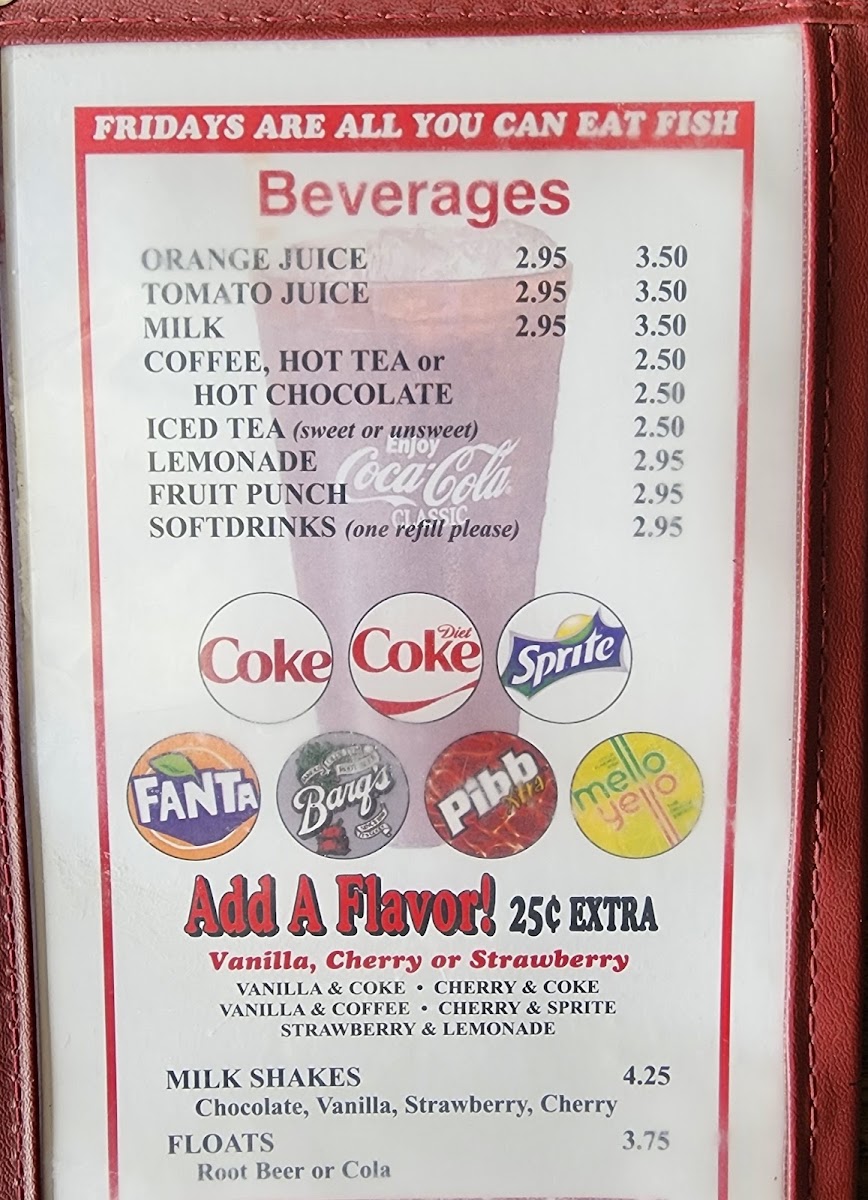 FRIDAYS ARE ALL YOU CAN EAT FISH
Beverages
ORANGE JUICE 2.95 3.50
TOMATO JUICE 2.95 3.50
MILK 2.95 3.50
COFFEE, HOT TEA or 2.50
HOT CHOCOLATE 2.50
ICED TEA (sweet or unsweet) 2.50
LEMONADE 2.95
FRUIT PUNCH 2.95
SOFTDRINKS (one refill please) 2.95
Enjoy
Coca-Cola
CLASSIC
Coke
Diet
Coke
Sprite
FANTA
Barq's
Pibb Xtra
mello
yello
Add A Flavor! 25¢ EXTRA
Vanilla, Cherry or Strawberry
VANILLA & COKE • CHERRY & COKE
VANILLA & COFFEE • CHERRY & SPRITE
STRAWBERRY & LEMONADE
MILK SHAKES 4.25
Chocolate, Vanilla, Strawberry, Cherry
FLOATS 3.75
Root Beer or Cola